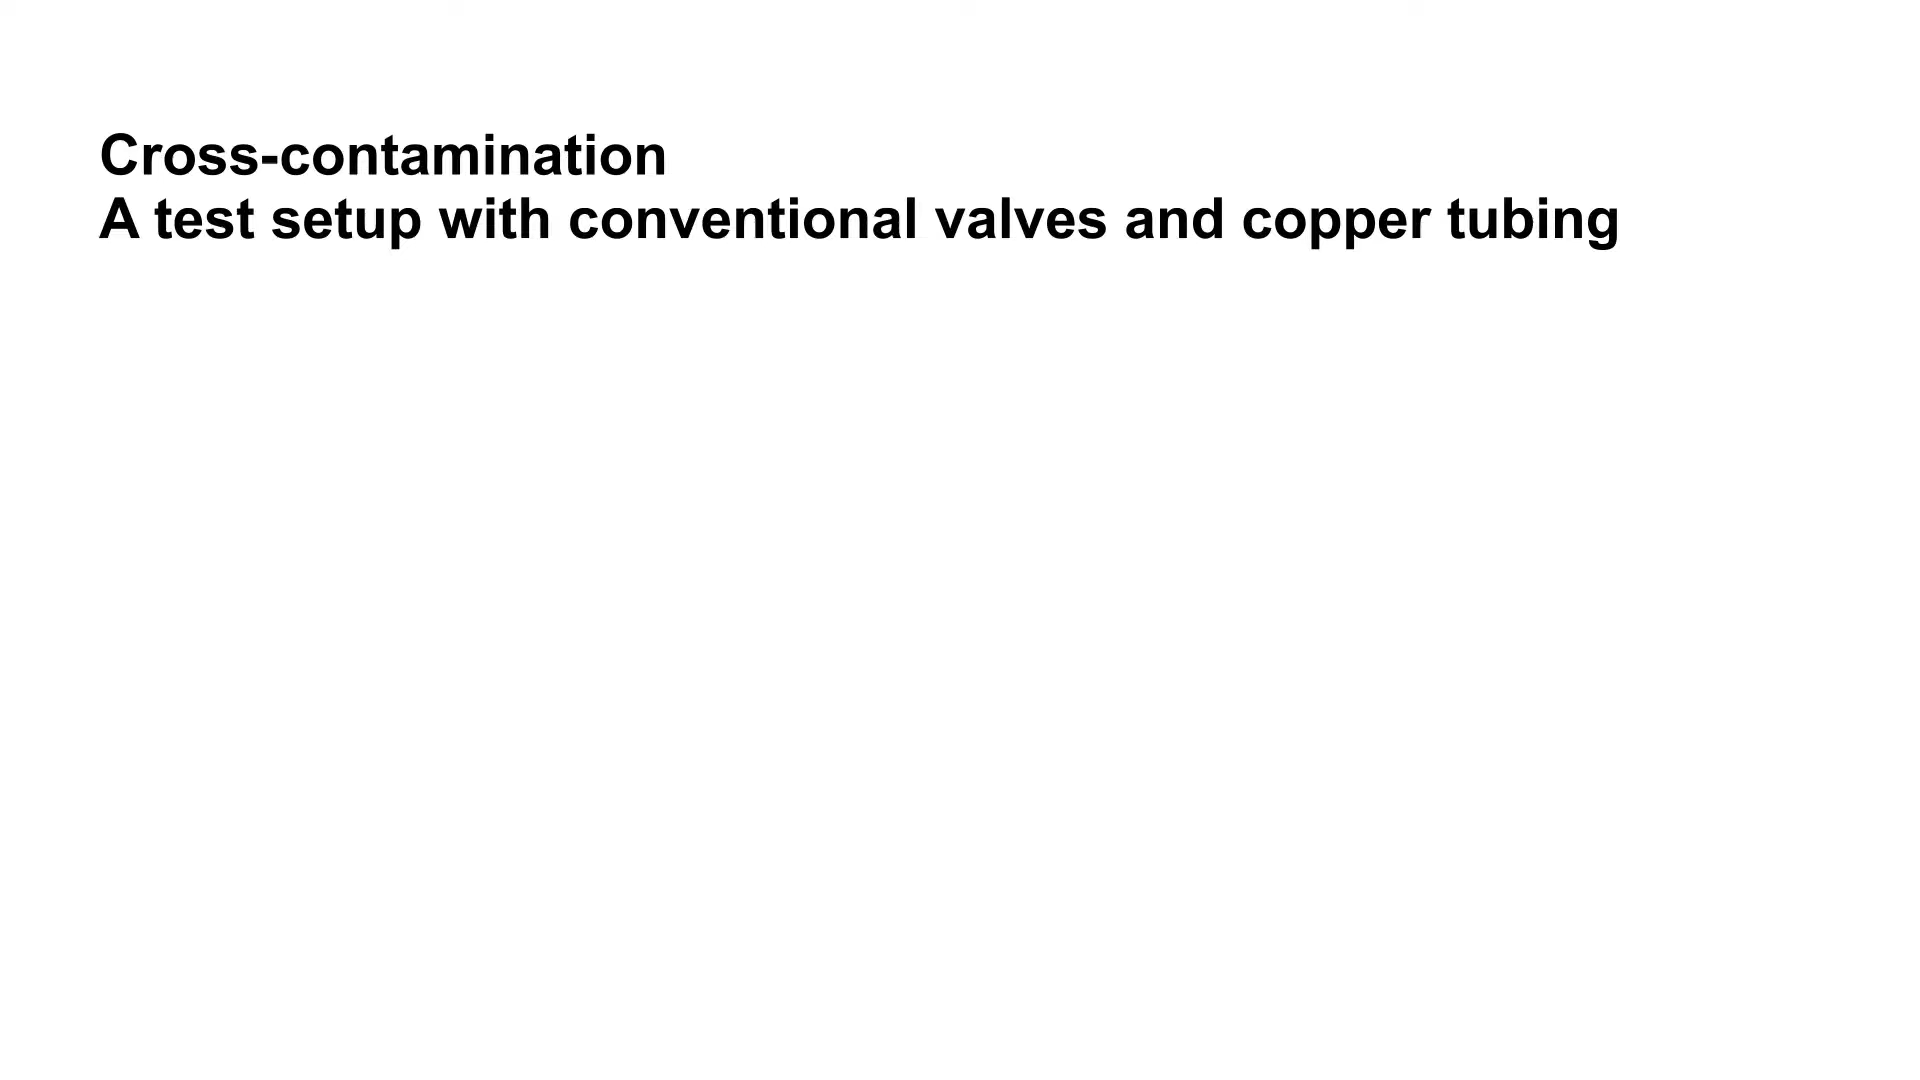 Cross-contamination
A test setup with conventional valves and copper tubing